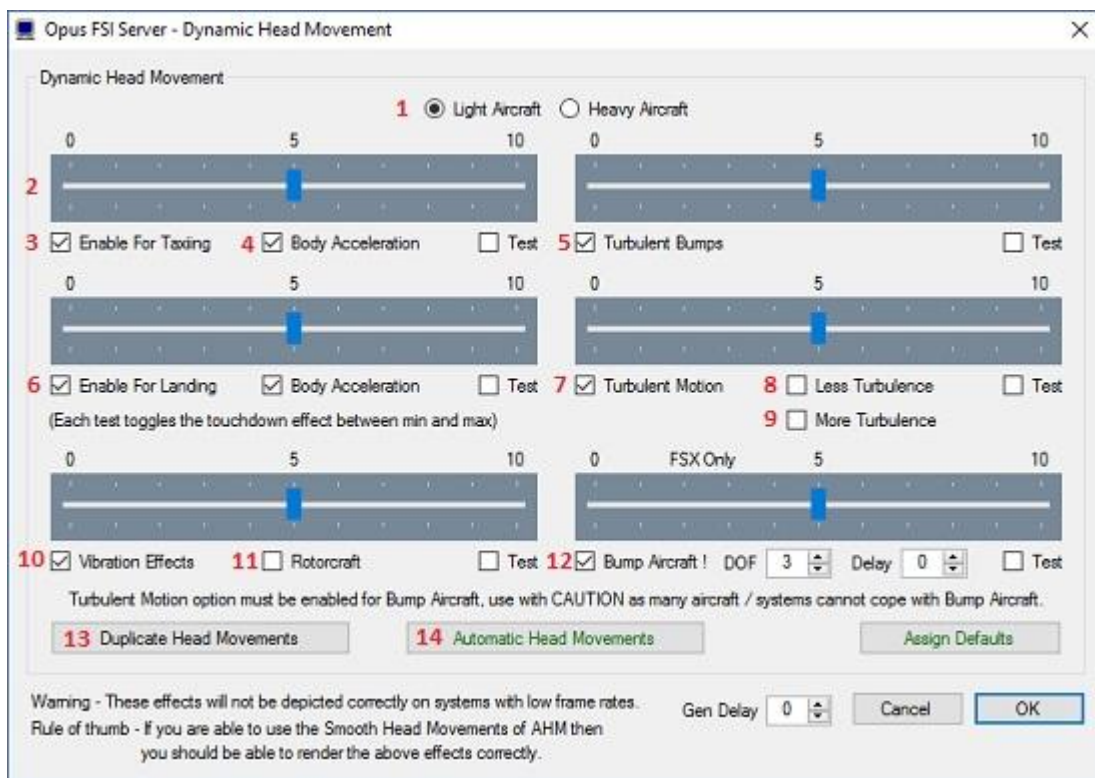 Opus FSI Server - Dynamic Head Movement
Dynamic Head Movement
1 Light Aircraft Heavy Aircraft
0 5 10 0 5 10
2
3 Enable For Taxiing 4 Body Acceleration Test 5 Turbulent Bumps Test
0 5 10 0 5 10
6 Enable For Landing Body Acceleration Test 7 Turbulent Motion 8 Less Turbulence Test
(Each test toggles the touchdown effect between min and max) 9 More Turbulence
0 5 10 0 FSX Only 5 10
10 Vibration Effects 11 Rotorcraft Test 12 Bump Aircraft ! DOF 3 Delay 0 Test
Turbulent Motion option must be enabled for Bump Aircraft, use with CAUTION as many aircraft / systems cannot cope with Bump Aircraft.
13 Duplicate Head Movements 14 Automatic Head Movements Assign Defaults
Warning - These effects will not be depicted correctly on systems with low frame rates.
Rule of thumb - If you are able to use the Smooth Head Movements of AHM then
you should be able to render the above effects correctly.
Gen Delay 0 Cancel OK